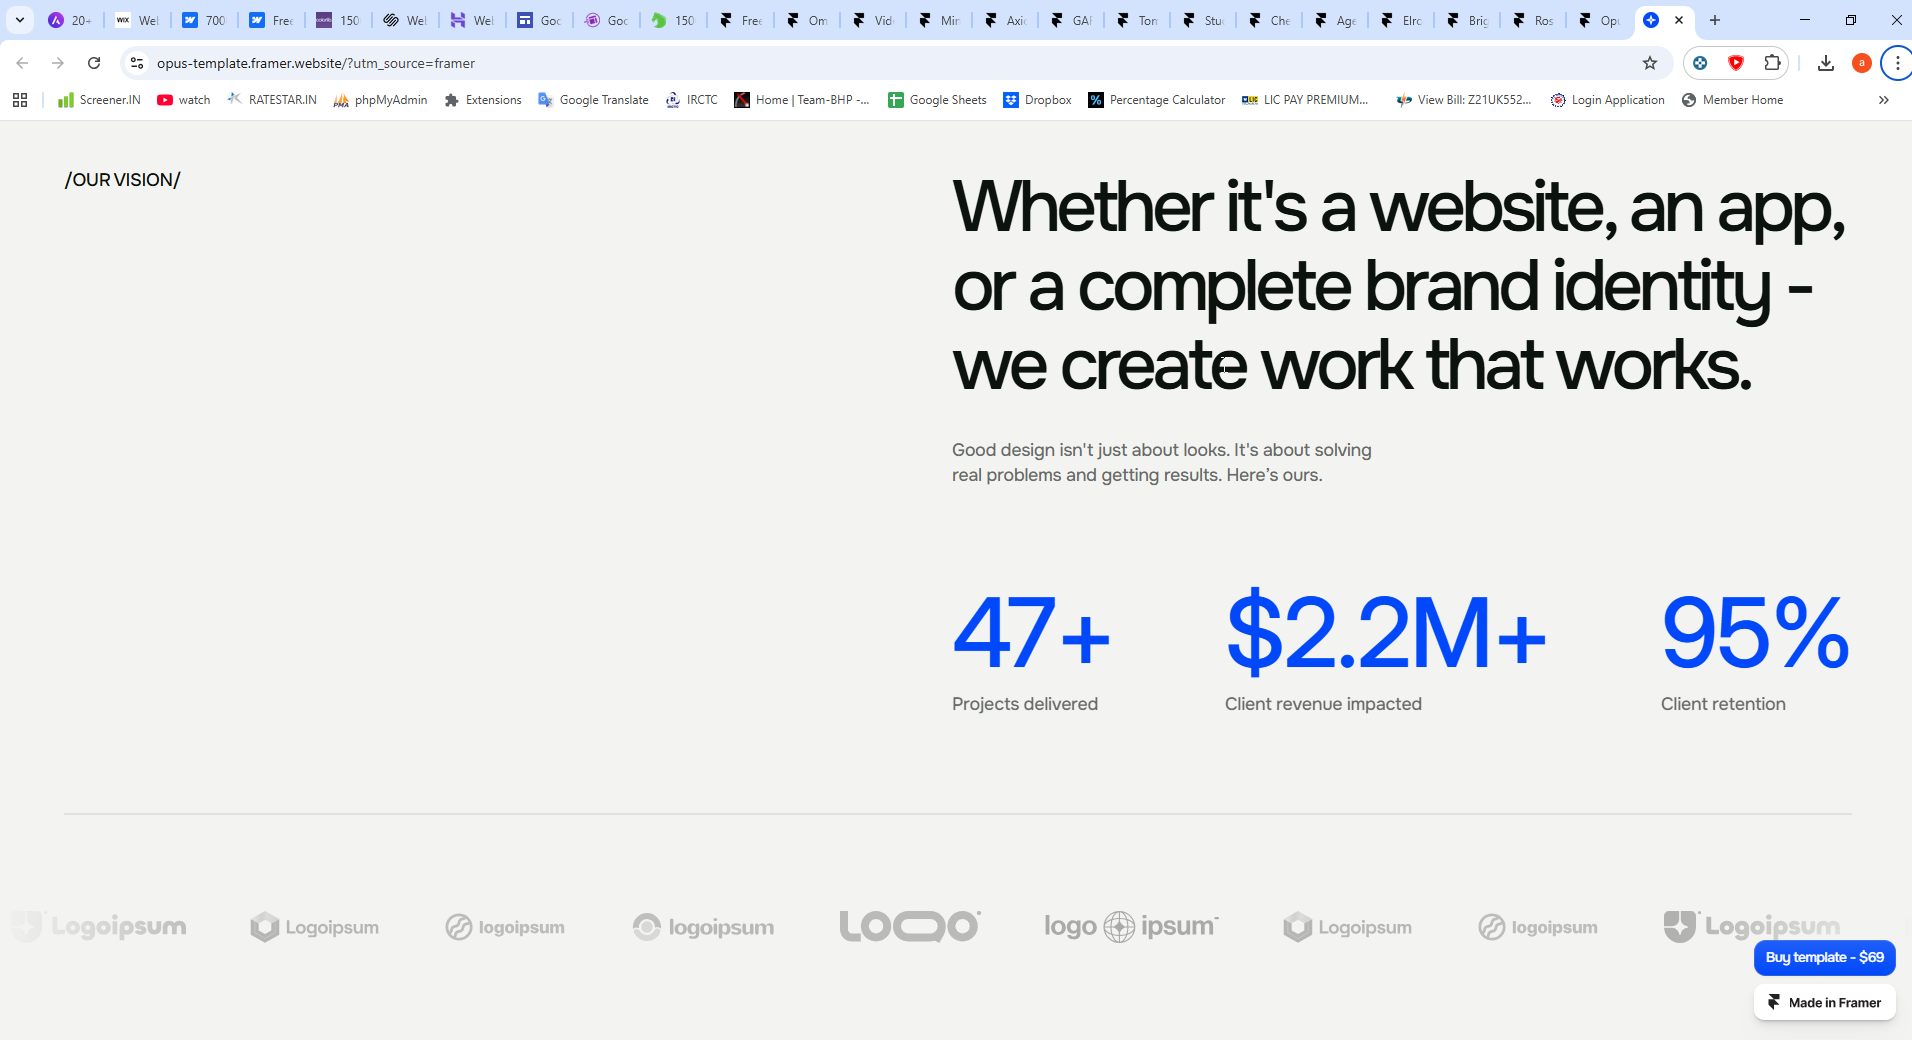 20+
Wel
700
Free
150
Wel
Wel
Goo
Goo
150
Free
Om
Vid
Min
Axi
GA
Tom
Stu
Che
Age
Elro
Brig
Ros
Opu
opus-template.framer.website/?utm_source=framer
a
Screener.IN
watch
RATESTAR.IN
phpMyAdmin
Extensions
Google Translate
IRCTC
Home | Team-BHP -...
Google Sheets
Dropbox
Percentage Calculator
LIC PAY PREMIUM...
View Bill: Z21UK552...
Login Application
Member Home
/OUR VISION/
Whether it's a website, an app,
or a complete brand identity -
we create work that works.
Good design isn't just about looks. It's about solving
real problems and getting results. Here’s ours.
47+
Projects delivered
$2.2M+
Client revenue impacted
95%
Client retention
Logoipsum
Logoipsum
logoipsum
logoipsum
LOQO
logo ipsum
Logoipsum
logoipsum
Logoipsum
Buy template - $69
Made in Framer